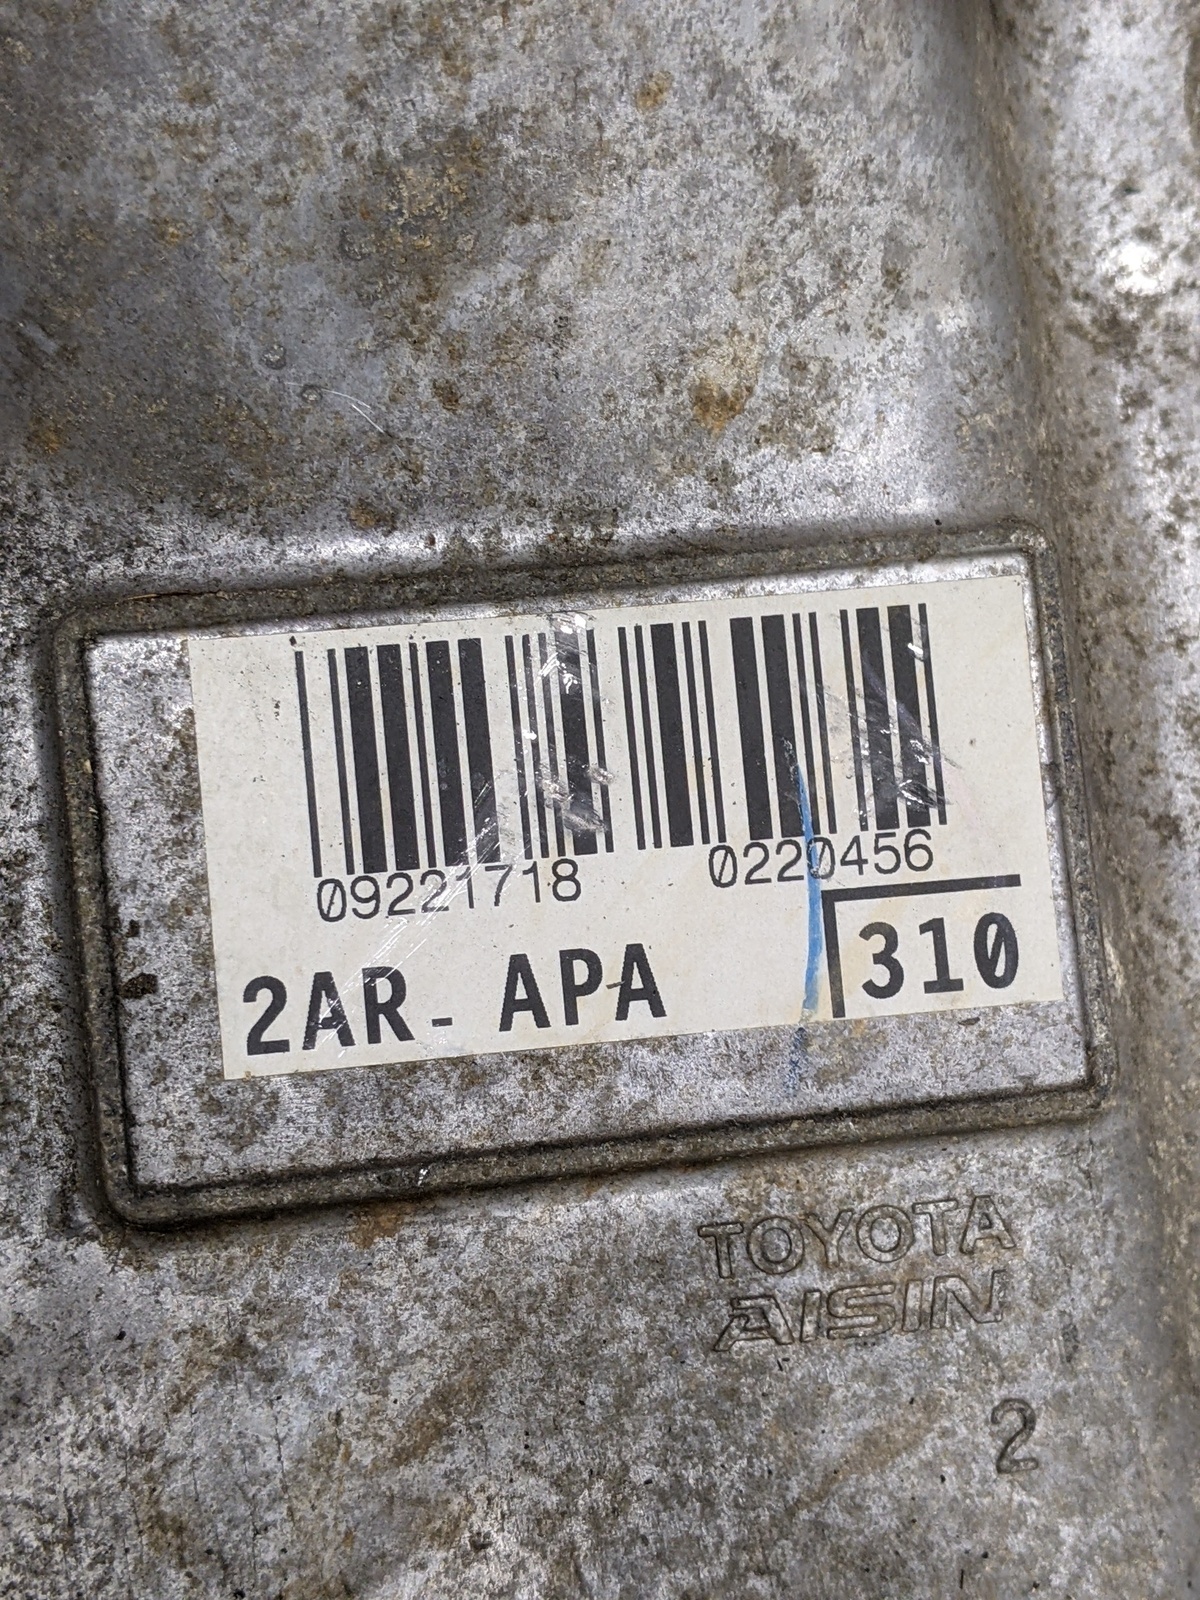 09221718 0220456
2AR- APA 310
TOYOTA
AISIN
2